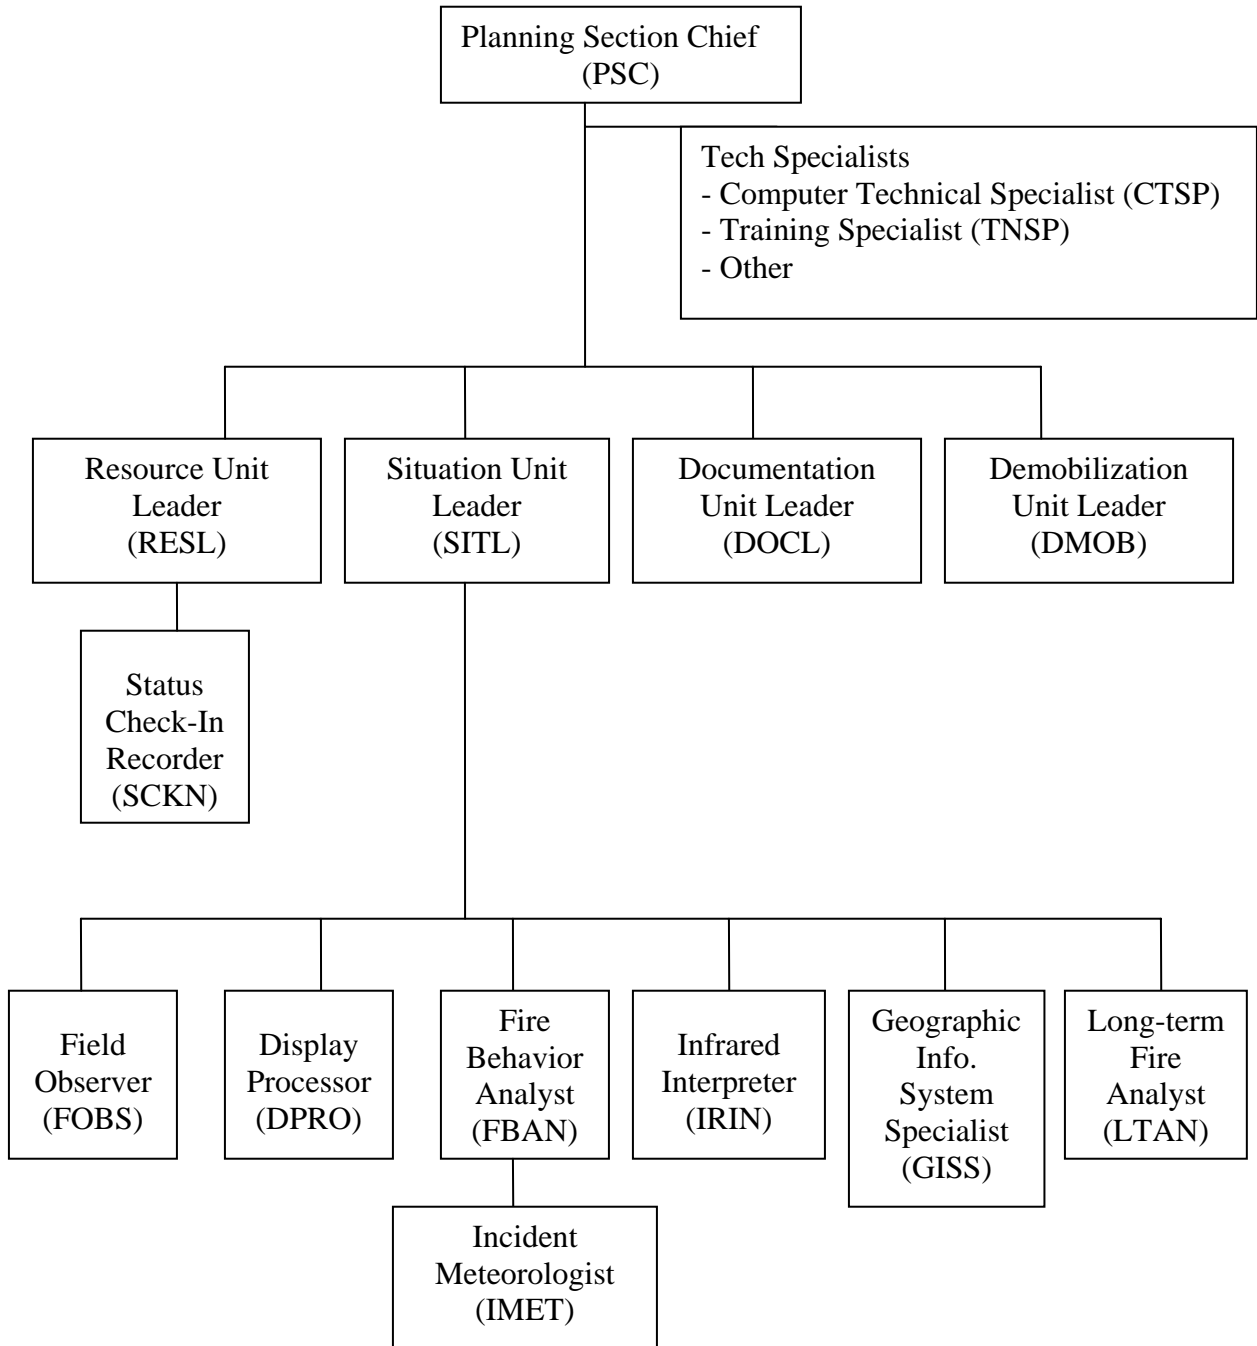 Planning Section Chief
(PSC)
Tech Specialists
- Computer Technical Specialist (CTSP)
- Training Specialist (TNSP)
- Other
Resource Unit
Leader
(RESL)
Situation Unit
Leader
(SITL)
Documentation
Unit Leader
(DOCL)
Demobilization
Unit Leader
(DMOB)
Status
Check-In
Recorder
(SCKN)
Field
Observer
(FOBS)
Display
Processor
(DPRO)
Fire
Behavior
Analyst
(FBAN)
Infrared
Interpreter
(IRIN)
Geographic
Info.
System
Specialist
(GISS)
Long-term
Fire
Analyst
(LTAN)
Incident
Meteorologist
(IMET)